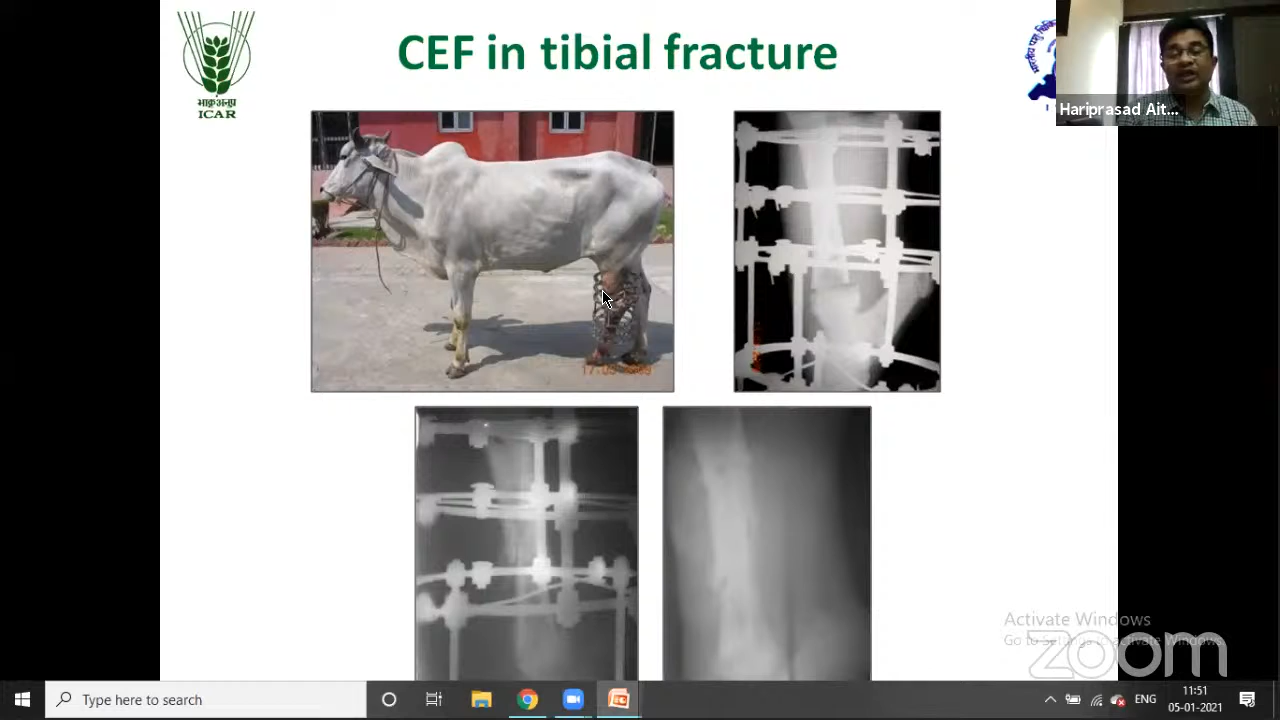 CEF in tibial fracture
भाकृअनुप
ICAR
Hariprasad Ait...
Activate Windows
Go to Settings to activate Windows.
zoom
Type here to search
ENG
11:51
05-01-2021